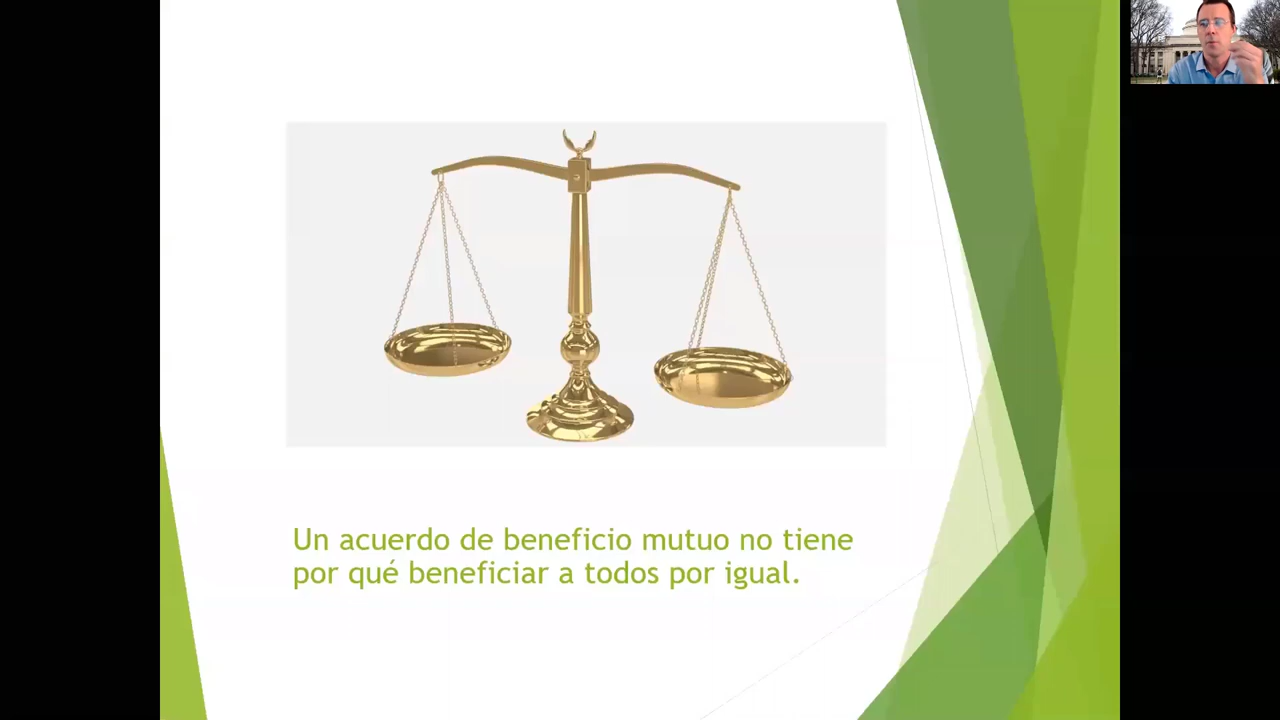 Un acuerdo de beneficio mutuo no tiene
por qué beneficiar a todos por igual.